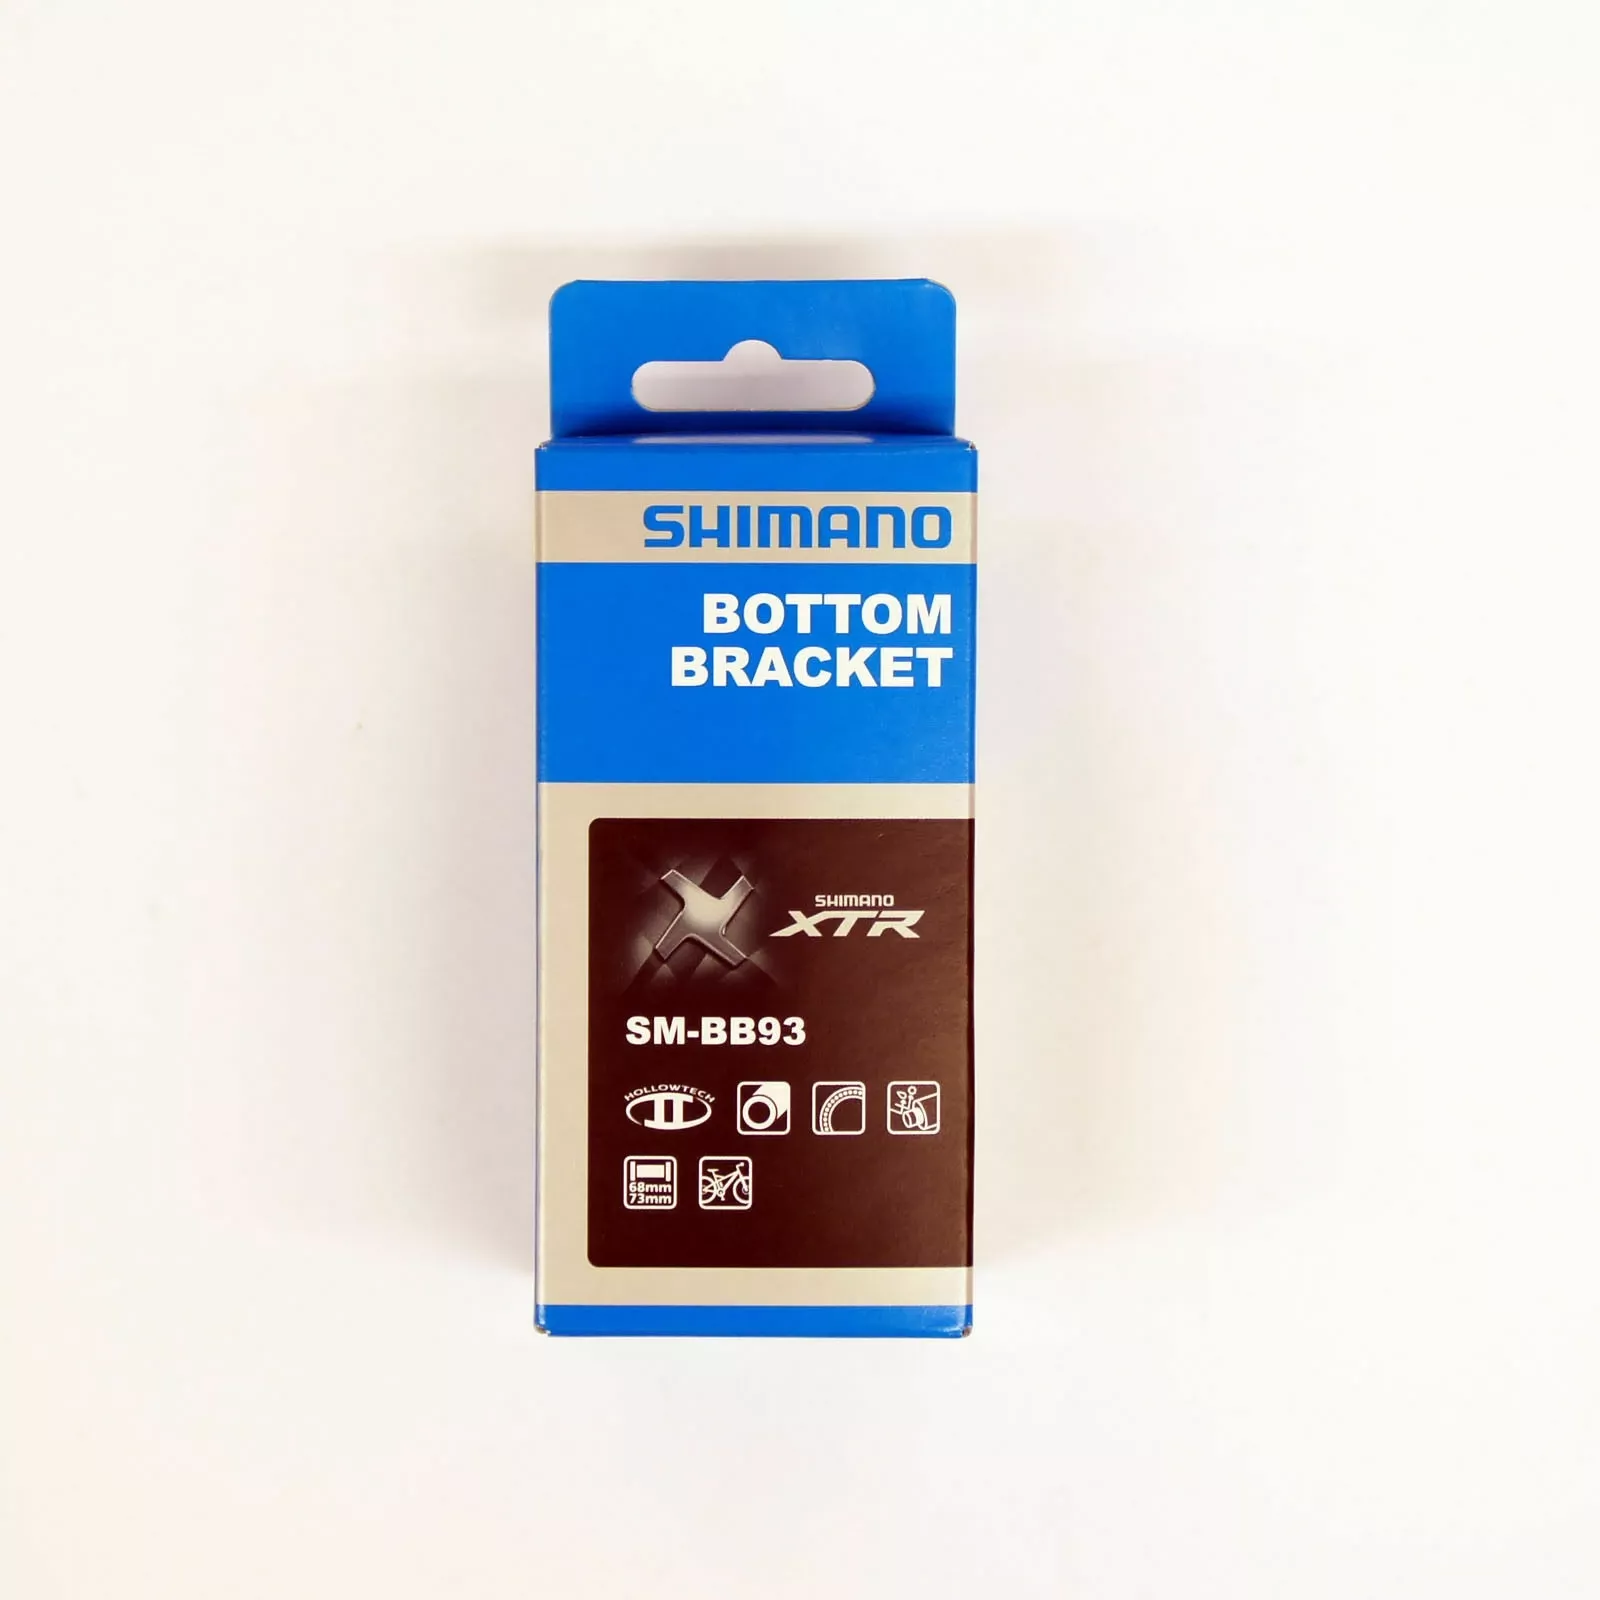 SHIMANO
BOTTOM
BRACKET
SHIMANO
XTR
SM-BB93
HOLLOWTECH
II
68mm
73mm